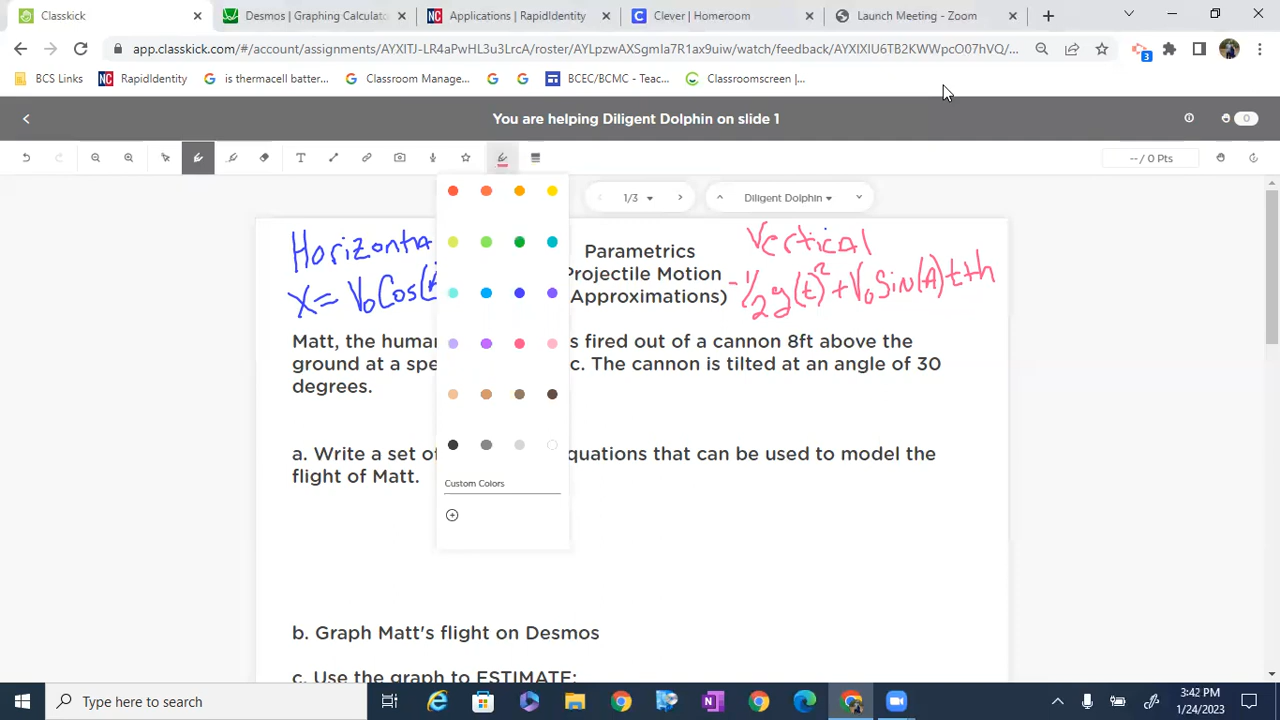 Classkick
Desmos | Graphing Calculato
Applications | RapidIdentity
Clever | Homeroom
Launch Meeting - Zoom
app.classkick.com/#/account/assignments/AYXITJ-LR4aPwHL3u3LrcA/roster/AYLpzwAXSgmIa7R1ax9uiw/watch/feedback/AYXIXIU6TB2KWWpcO07hVQ/...
3
BCS Links
RapidIdentity
is thermacell batter...
Classroom Manage...
BCEC/BCMC - Teac...
Classroomscreen |...
You are helping Diligent Dolphin on slide 1
0
-- / 0 Pts
1/3
Diligent Dolphin
Horizonta
Parametrics
Vertical
X= V₀Cos(
Projectile Motion
-1/2g(t)²+V₀Sin(A)t+h
Approximations)
Matt, the human s fired out of a cannon 8ft above the
ground at a spe c. The cannon is tilted at an angle of 30
degrees.
a. Write a set of quations that can be used to model the
flight of Matt.
Custom Colors
b. Graph Matt's flight on Desmos
c. Use the graph to ESTIMATE:
Type here to search
3:42 PM
1/24/2023